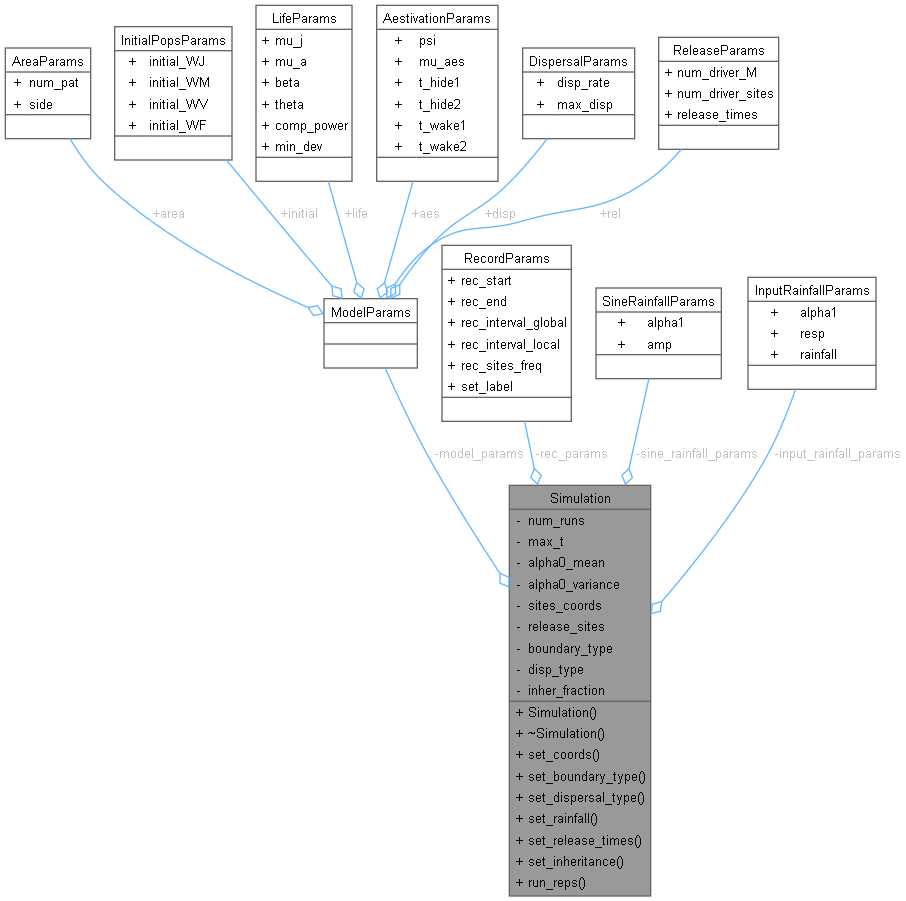 AreaParams
+ num_pat
+ side
InitialPopsParams
+ initial_WJ
+ initial_WM
+ initial_WV
+ initial_WF
LifeParams
+ mu_j
+ mu_a
+ beta
+ theta
+ comp_power
+ min_dev
AestivationParams
+ psi
+ mu_aes
+ t_hide1
+ t_hide2
+ t_wake1
+ t_wake2
DispersalParams
+ disp_rate
+ max_disp
ReleaseParams
+ num_driver_M
+ num_driver_sites
+ release_times
+area
+initial
+life
+aes
+disp
+rel
ModelParams
RecordParams
+ rec_start
+ rec_end
+ rec_interval_global
+ rec_interval_local
+ rec_sites_freq
+ set_label
SineRainfallParams
+ alpha1
+ amp
InputRainfallParams
+ alpha1
+ resp
+ rainfall
-model_params
-rec_params
-sine_rainfall_params
-input_rainfall_params
Simulation
- num_runs
- max_t
- alpha0_mean
- alpha0_variance
- sites_coords
- release_sites
- boundary_type
- disp_type
- inher_fraction
+ Simulation()
+ ~Simulation()
+ set_coords()
+ set_boundary_type()
+ set_dispersal_type()
+ set_rainfall()
+ set_release_times()
+ set_inheritance()
+ run_reps()